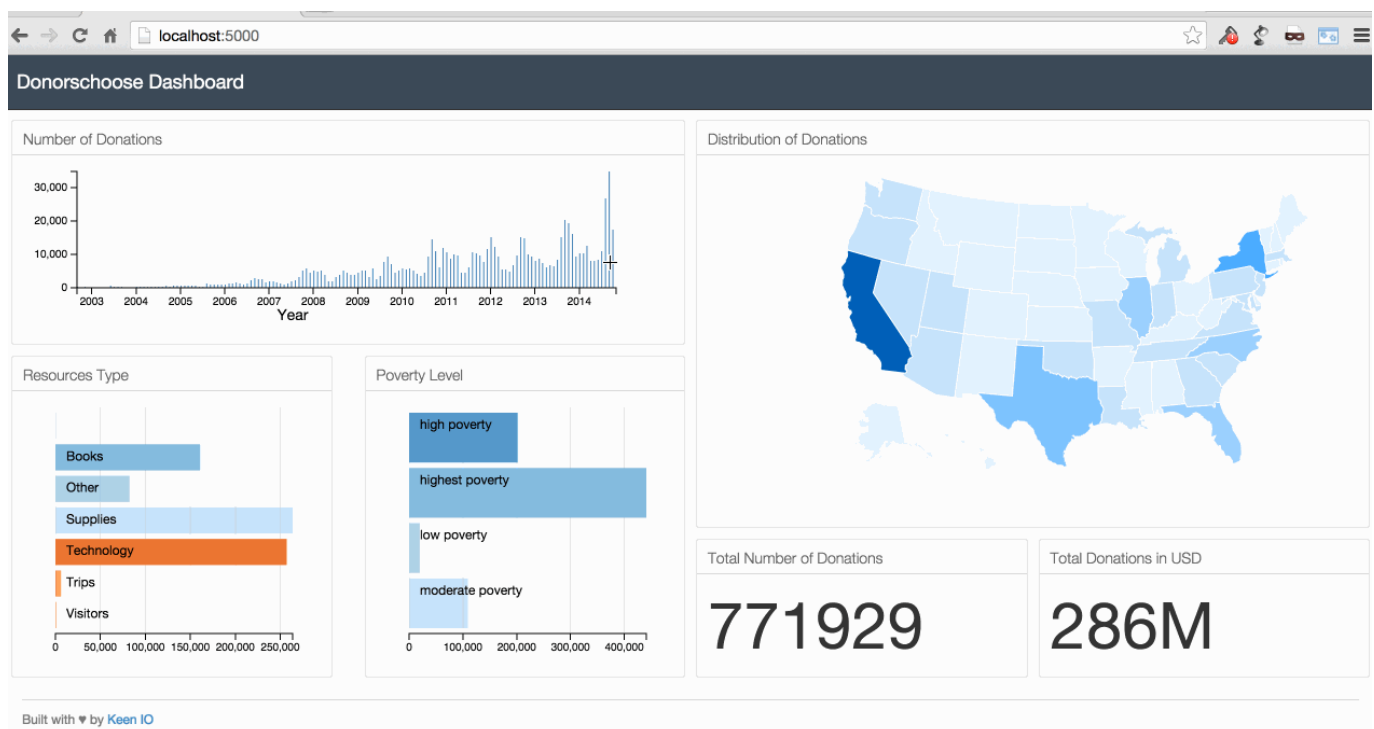 localhost:5000
Donorschoose Dashboard
Number of Donations
30,000
20,000
10,000
0
2003 2004 2005 2006 2007 2008 2009 2010 2011 2012 2013 2014
Year
Distribution of Donations
Resources Type
Books
Other
Supplies
Technology
Trips
Visitors
0 50,000 100,000 150,000 200,000 250,000
Poverty Level
high poverty
highest poverty
low poverty
moderate poverty
0 100,000 200,000 300,000 400,000
Total Number of Donations
771929
Total Donations in USD
286M
Built with ♥ by Keen IO